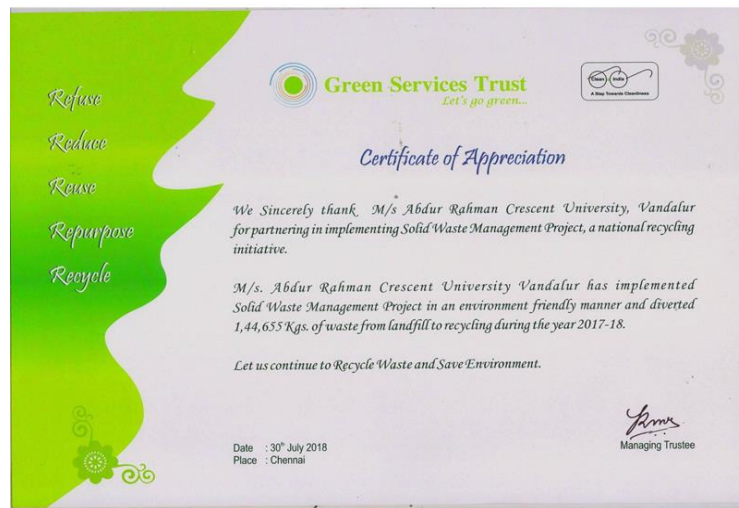 Refuse
Reduce
Reuse
Repurpose
Recycle
Green Services Trust
Let's go green...
Clean India
A Step Towards Cleanliness
Certificate of Appreciation
We Sincerely thank M/s Abdur Rahman Crescent University, Vandalur
for partnering in implementing Solid Waste Management Project, a national recycling
initiative.
M/s. Abdur Rahman Crescent University Vandalur has implemented
Solid Waste Management Project in an environment friendly manner and diverted
1,44,655 Kgs. of waste from landfill to recycling during the year 2017-18.
Let us continue to Recycle Waste and Save Environment.
Date : 30th July 2018
Place : Chennai
Managing Trustee